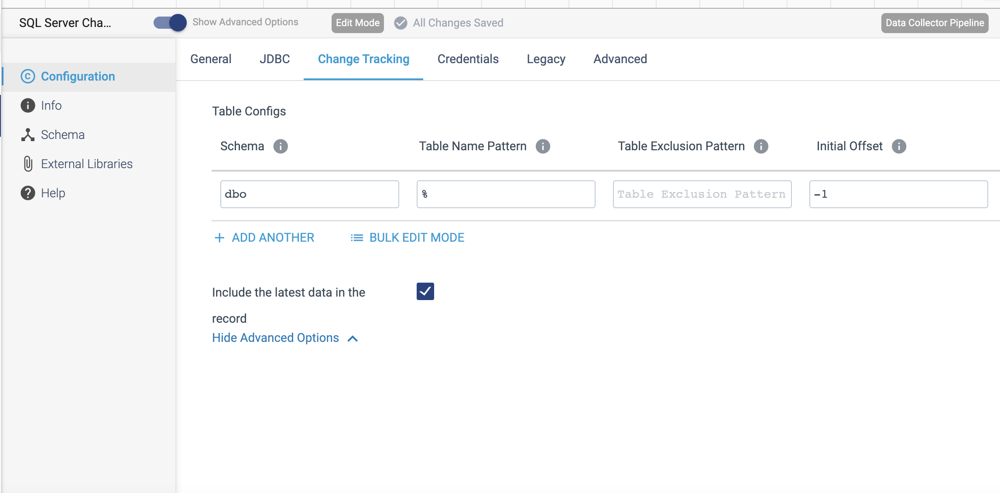 SQL Server Cha...
Show Advanced Options
Edit Mode
All Changes Saved
Data Collector Pipeline
Configuration
Info
Schema
External Libraries
Help
General
JDBC
Change Tracking
Credentials
Legacy
Advanced
Table Configs
Schema
Table Name Pattern
Table Exclusion Pattern
Initial Offset
dbo
%
Table Exclusion Pattern
-1
+ ADD ANOTHER
BULK EDIT MODE
Include the latest data in the
record
Hide Advanced Options